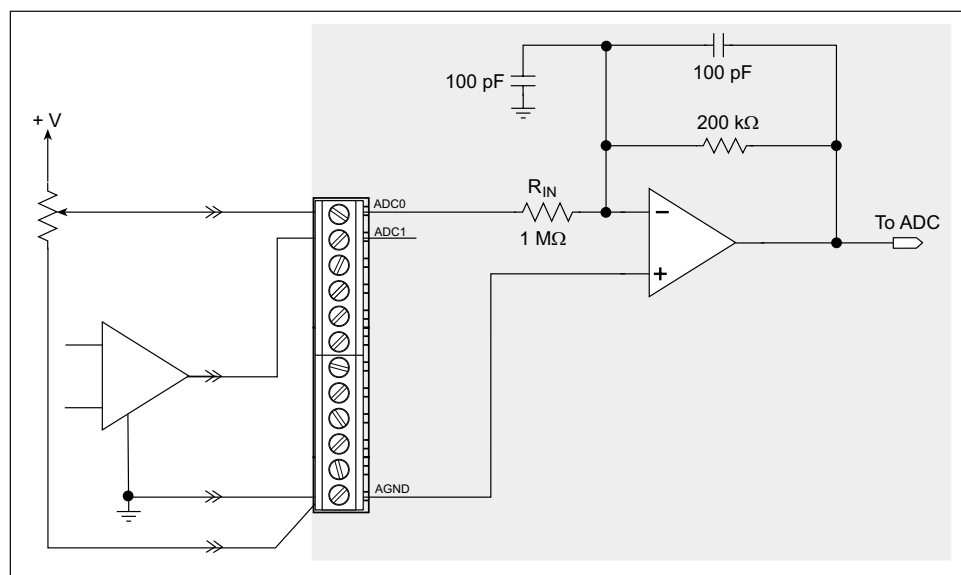 100 pF
100 pF
+ V
200 kΩ
R_IN
ADC0
1 MΩ
ADC1
−
+
To ADC
AGND